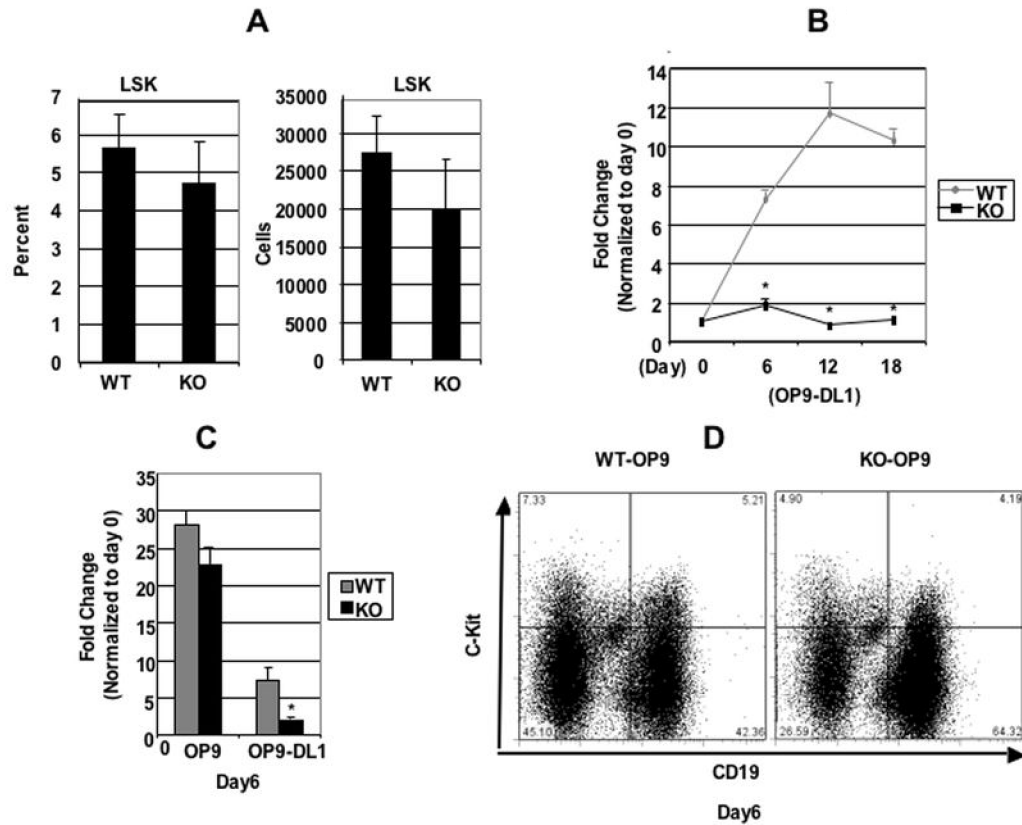 A
LSK
7
6
5
4
3
2
1
0
Percent
WT KO
LSK
35000
30000
25000
20000
15000
10000
5000
0
Cells
WT KO
B
14
12
10
8
6
4
2
0
Fold Change
(Normalized to day 0)
* * *
(Day) 0 6 12 18
(OP9-DL1)
WT
KO
C
35
30
25
20
15
10
5
0
Fold Change
(Normalized to day 0)
*
0 OP9 OP9-DL1
Day6
WT
KO
D
WT-OP9 KO-OP9
7.33 5.21
45.10 42.36
4.90 4.19
26.59 64.32
C-Kit
CD19
Day6